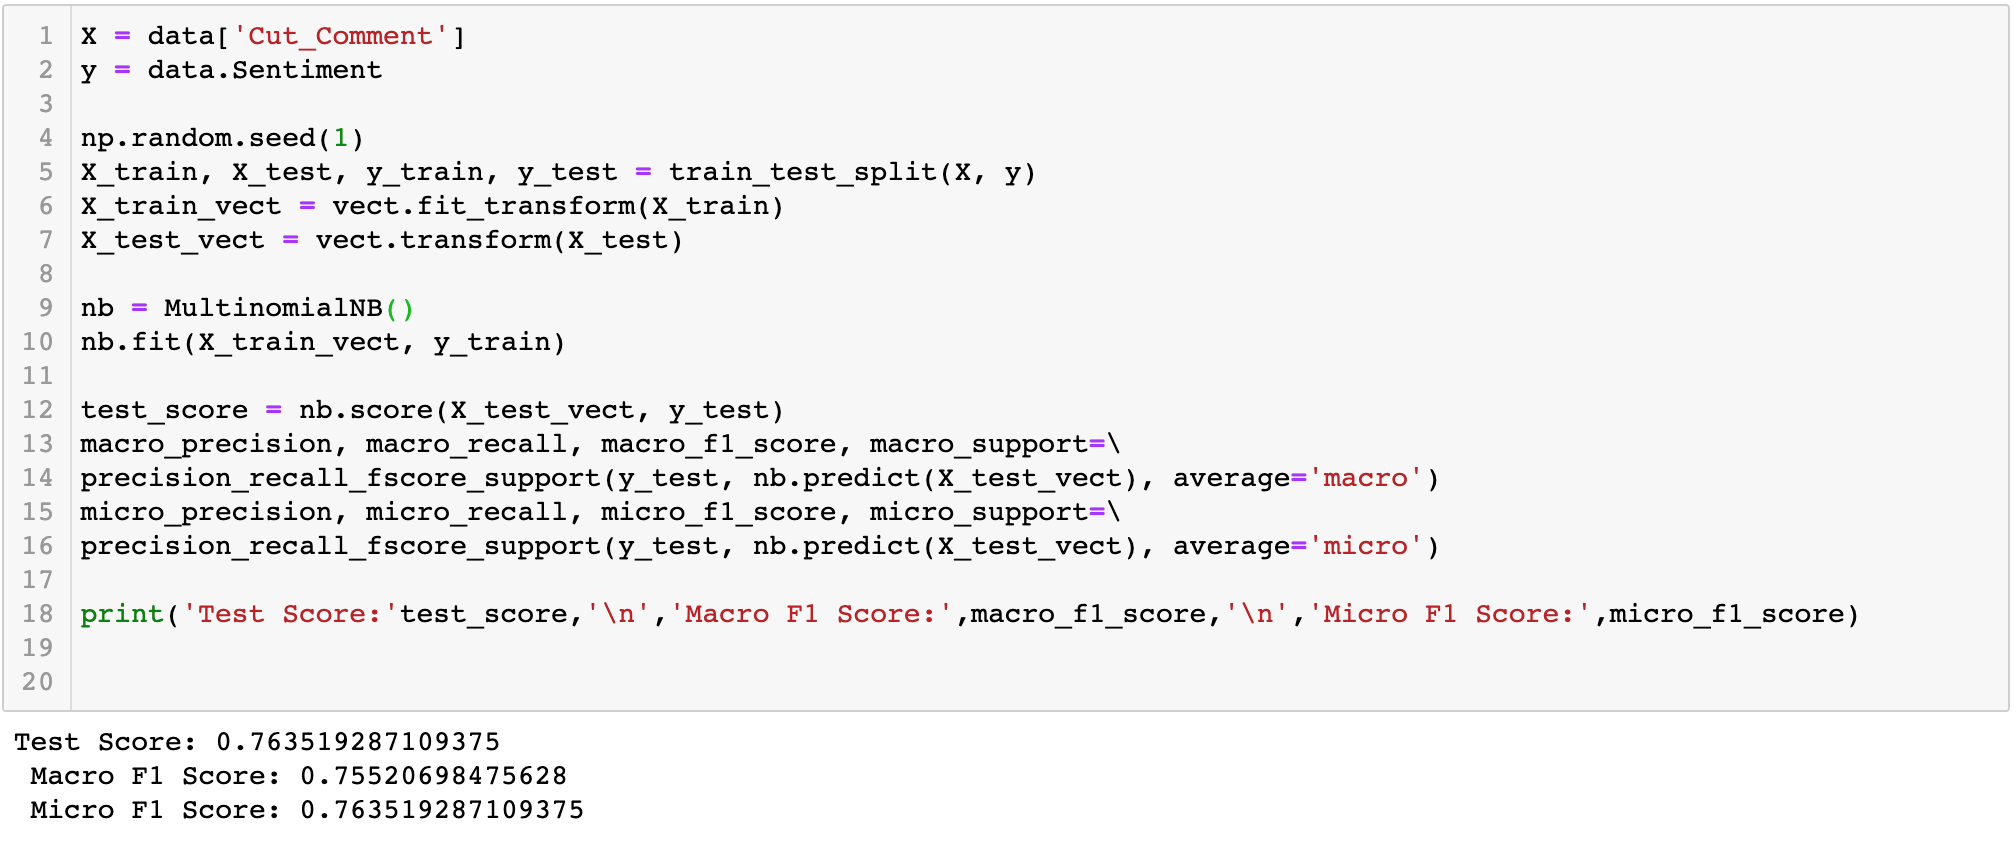 1 X = data['Cut_Comment']
2 y = data.Sentiment
3
4 np.random.seed(1)
5 X_train, X_test, y_train, y_test = train_test_split(X, y)
6 X_train_vect = vect.fit_transform(X_train)
7 X_test_vect = vect.transform(X_test)
8
9 nb = MultinomialNB()
10 nb.fit(X_train_vect, y_train)
11
12 test_score = nb.score(X_test_vect, y_test)
13 macro_precision, macro_recall, macro_f1_score, macro_support=\
14 precision_recall_fscore_support(y_test, nb.predict(X_test_vect), average='macro')
15 micro_precision, micro_recall, micro_f1_score, micro_support=\
16 precision_recall_fscore_support(y_test, nb.predict(X_test_vect), average='micro')
17
18 print('Test Score:'test_score,'\n','Macro F1 Score:',macro_f1_score,'\n','Micro F1 Score:',micro_f1_score)
19
20
Test Score: 0.763519287109375
Macro F1 Score: 0.75520698475628
Micro F1 Score: 0.763519287109375